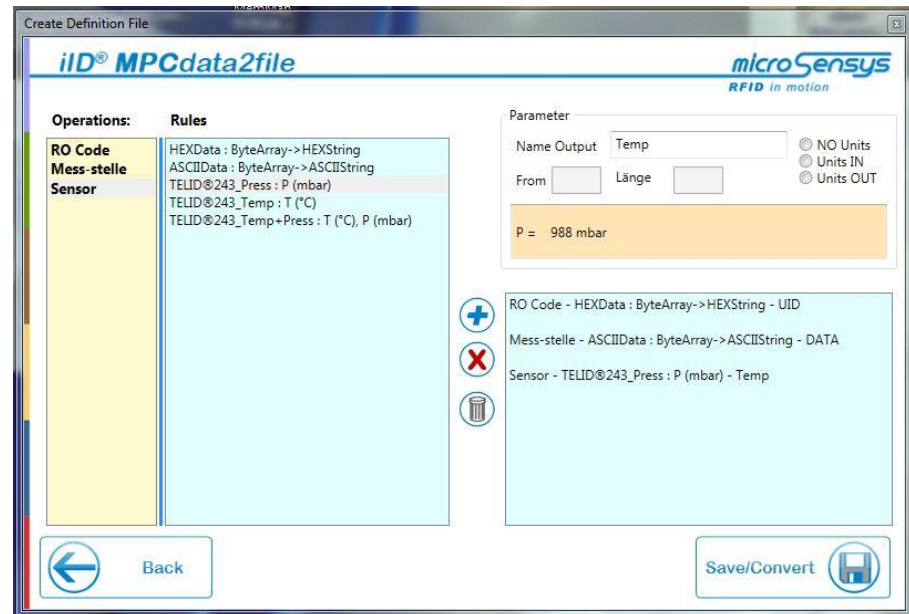 Create Definition File
iID® MPCdata2file
microSensys
RFID in motion
Operations:
RO Code
Mess-stelle
Sensor
Rules
HEXData : ByteArray->HEXString
ASCIIData : ByteArray->ASCIIString
TELID®243_Press : P (mbar)
TELID®243_Temp : T (°C)
TELID®243_Temp+Press : T (°C), P (mbar)
Parameter
Name Output Temp
From Länge
NO Units
Units IN
Units OUT
P = 988 mbar
RO Code - HEXData : ByteArray->HEXString - UID
Mess-stelle - ASCIIData : ByteArray->ASCIIString - DATA
Sensor - TELID®243_Press : P (mbar) - Temp
Back
Save/Convert